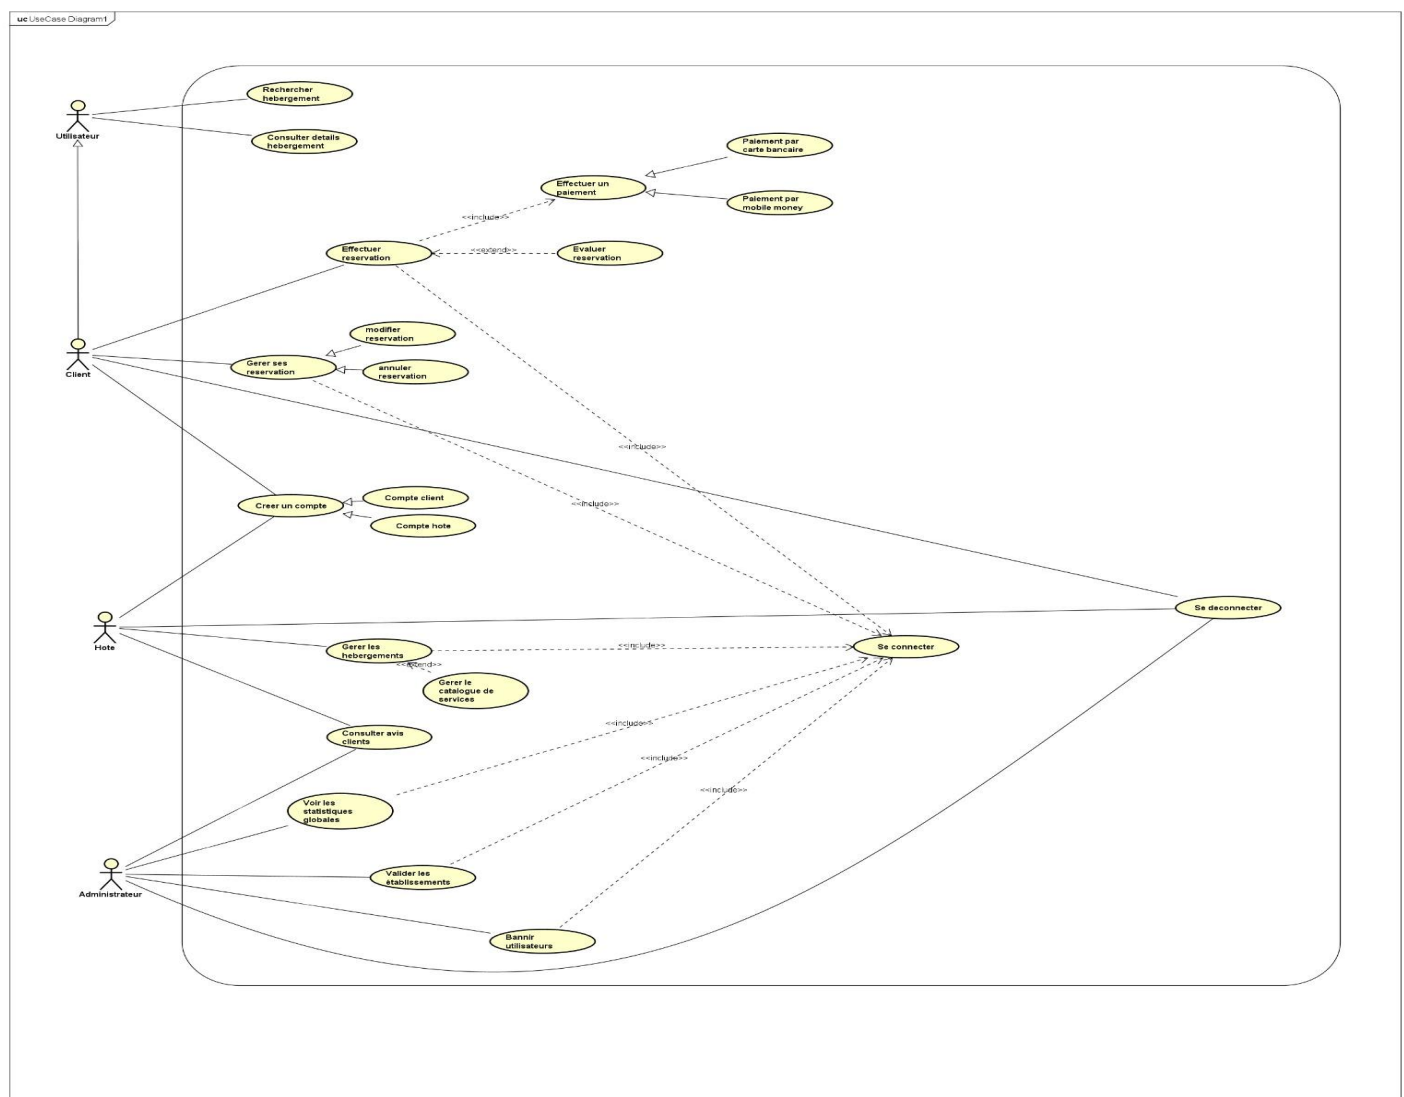 uc UseCase Diagram1
Rechercher
hebergement
Utilisateur
Consulter details
hebergement
Paiement par
carte bancaire
Effectuer un
paiement
Paiement par
mobile money
<<include>>
Effectuer
reservation
<<extend>>
Evaluer
reservation
modifier
reservation
Client
Gerer ses
reservation
annuler
reservation
<<include>>
<<include>>
Creer un compte
Compte client
Compte hote
Se deconnecter
Hote
Gerer les
hebergements
<<include>>
Se connecter
<<extend>>
Gerer le
catalogue de
services
<<include>>
Consulter avis
clients
<<include>>
<<include>>
Voir les
statistiques
globales
Administrateur
Valider les
établissements
Bannir
utilisateurs